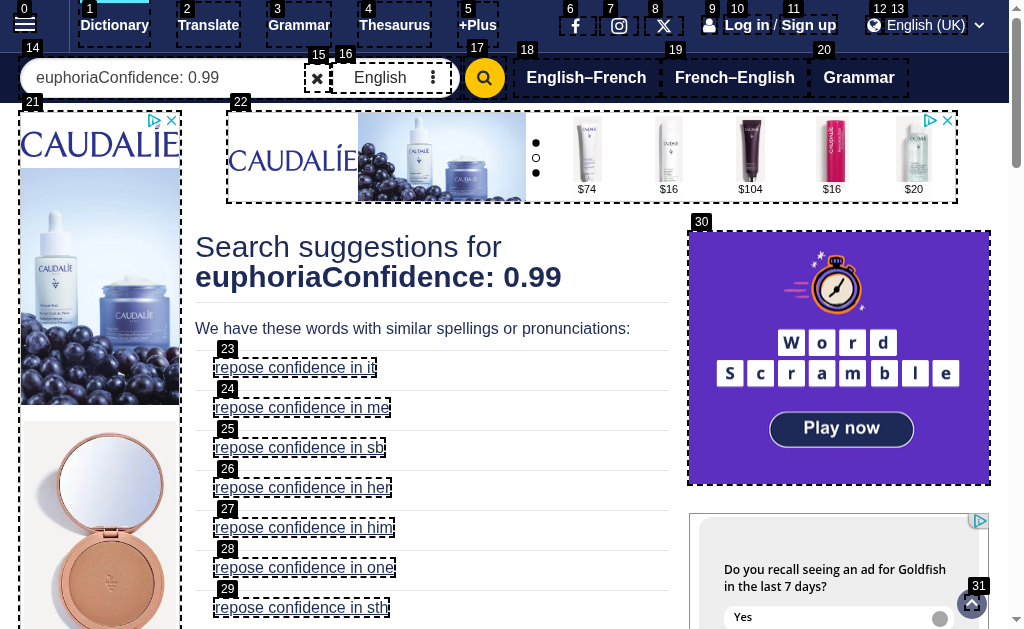 0 1 2 3 4 5 6 7 8 9 10 11 12 13
Dictionary Translate Grammar Thesaurus +Plus Log in / Sign up English (UK)
14 15 16 17 18 19 20
euphoriaConfidence: 0.99 English English–French French–English Grammar
21 22
CAUDALÍE
CAUDALÍE
$74 $16 $104 $16 $20
CAUDALÍE
CAUDALÍE
30
Search suggestions for
euphoriaConfidence: 0.99
We have these words with similar spellings or pronunciations:
23
repose confidence in it
24
repose confidence in me
25
repose confidence in sb
26
repose confidence in her
27
repose confidence in him
28
repose confidence in one
29
repose confidence in sth
Word
Scramble
Play now
Do you recall seeing an ad for Goldfish
in the last 7 days?
31
Yes